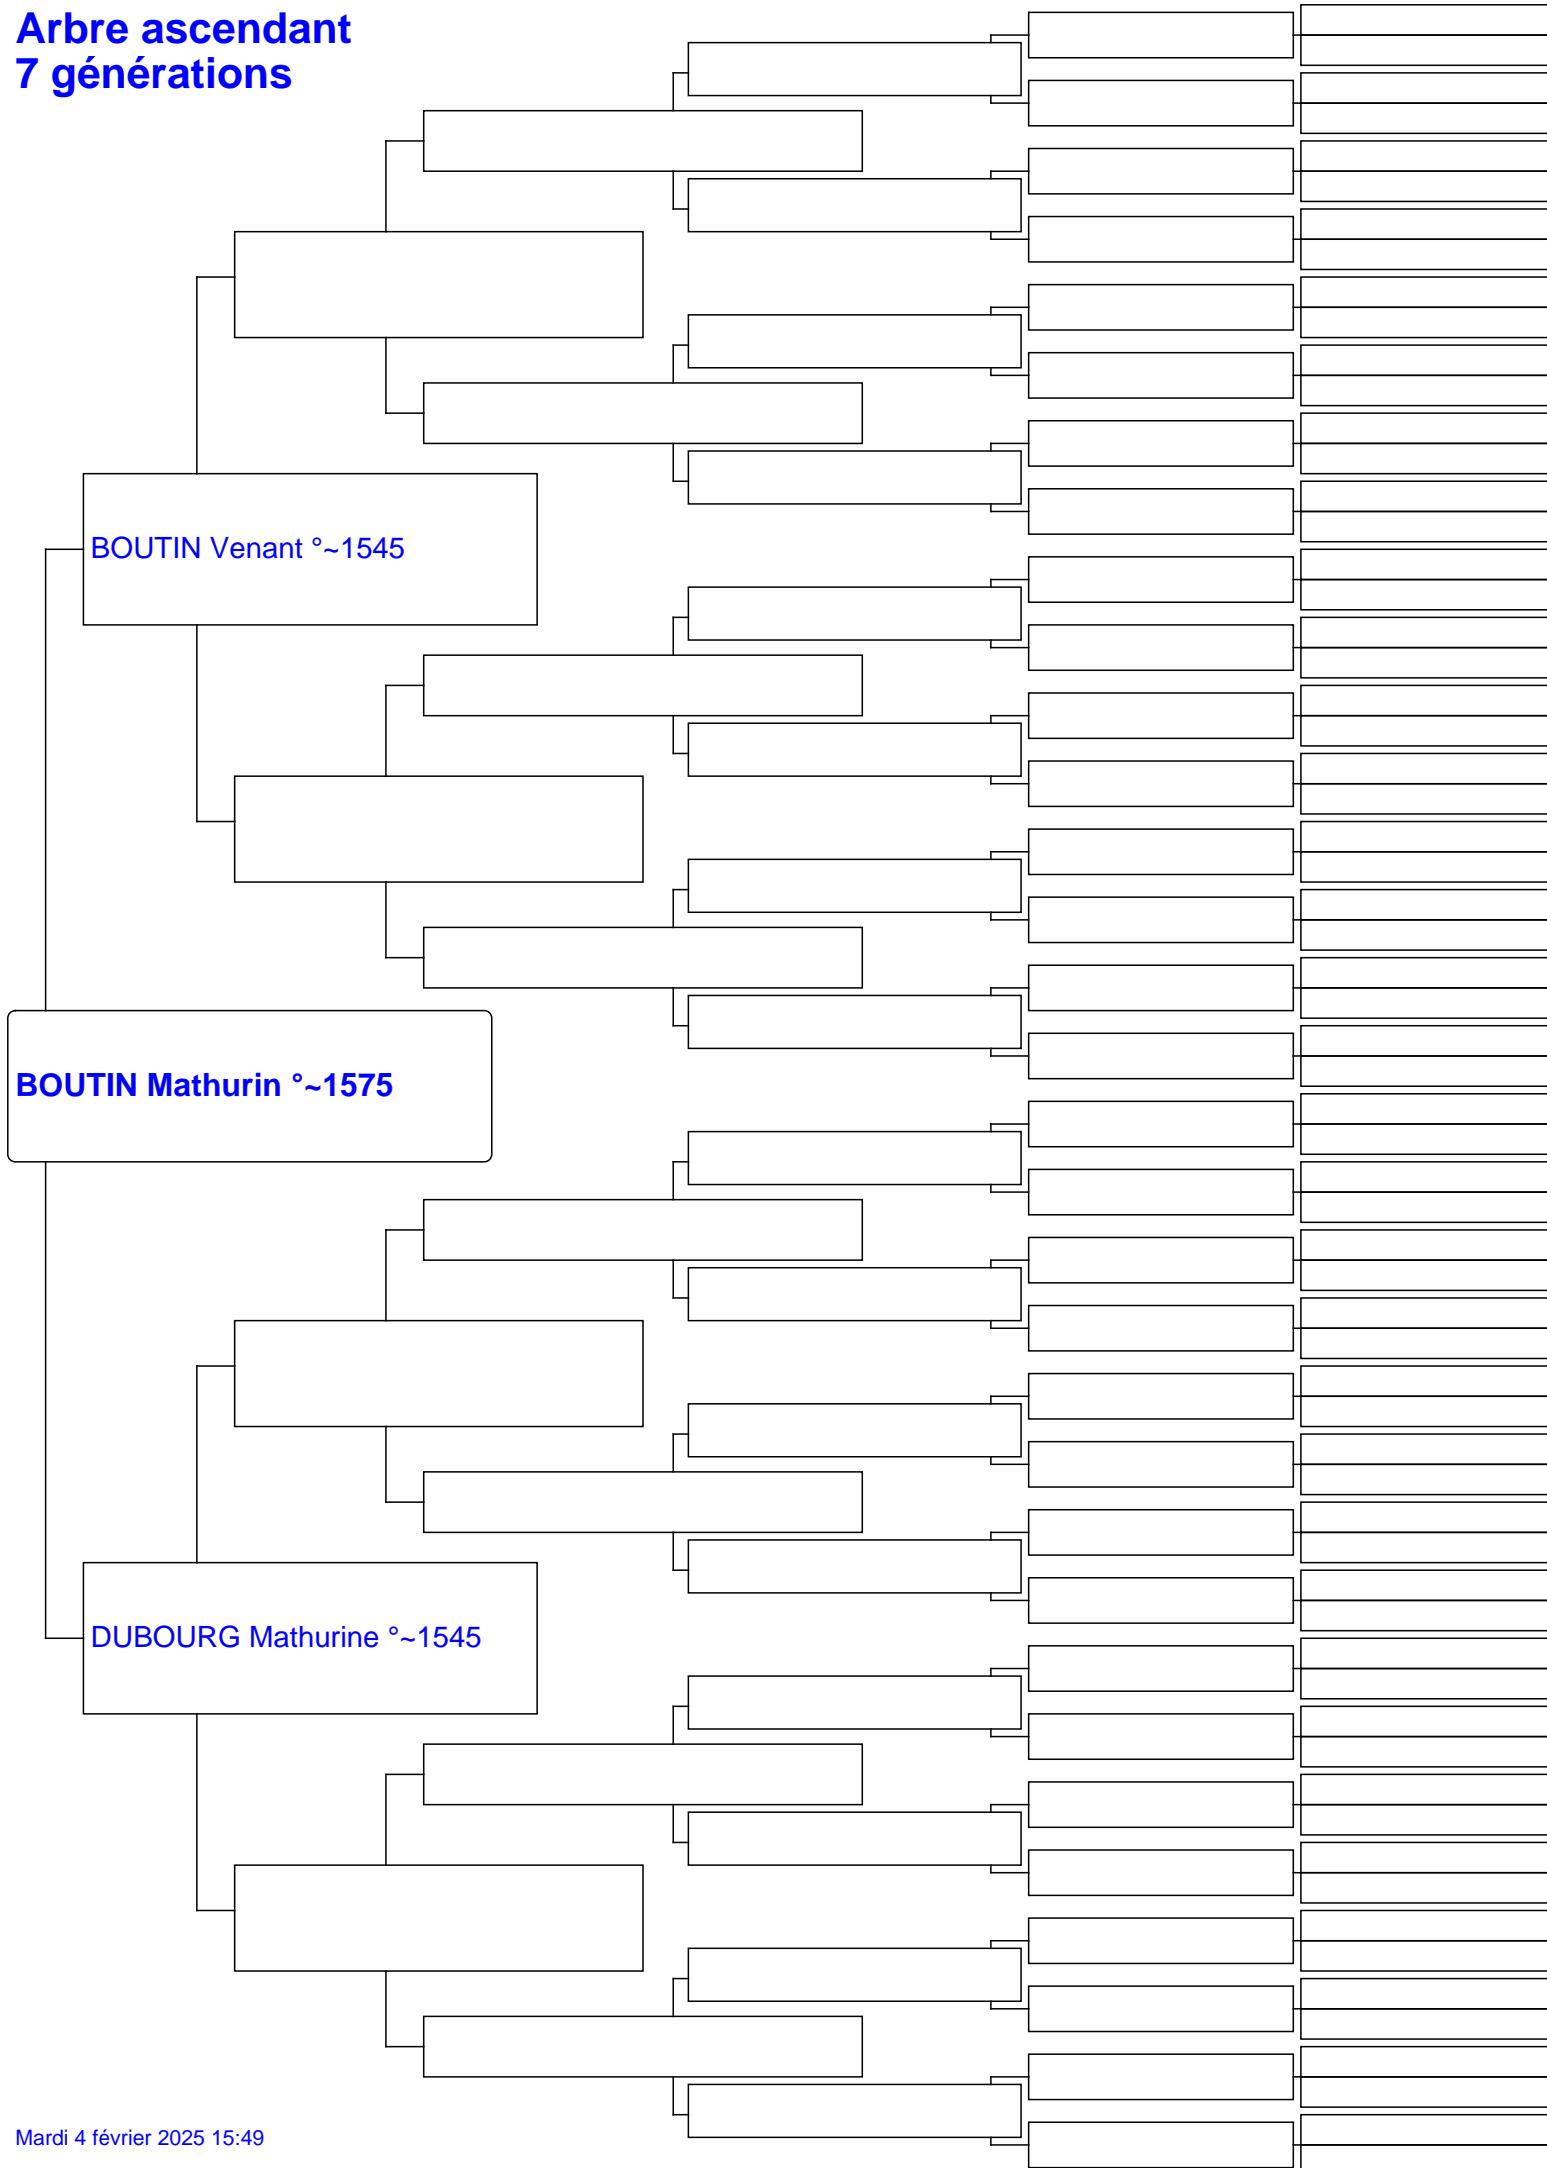 Arbre ascendant
7 générations
BOUTIN Venant °~1545
BOUTIN Mathurin °~1575
DUBOURG Mathurine °~1545
Mardi 4 février 2025 15:49